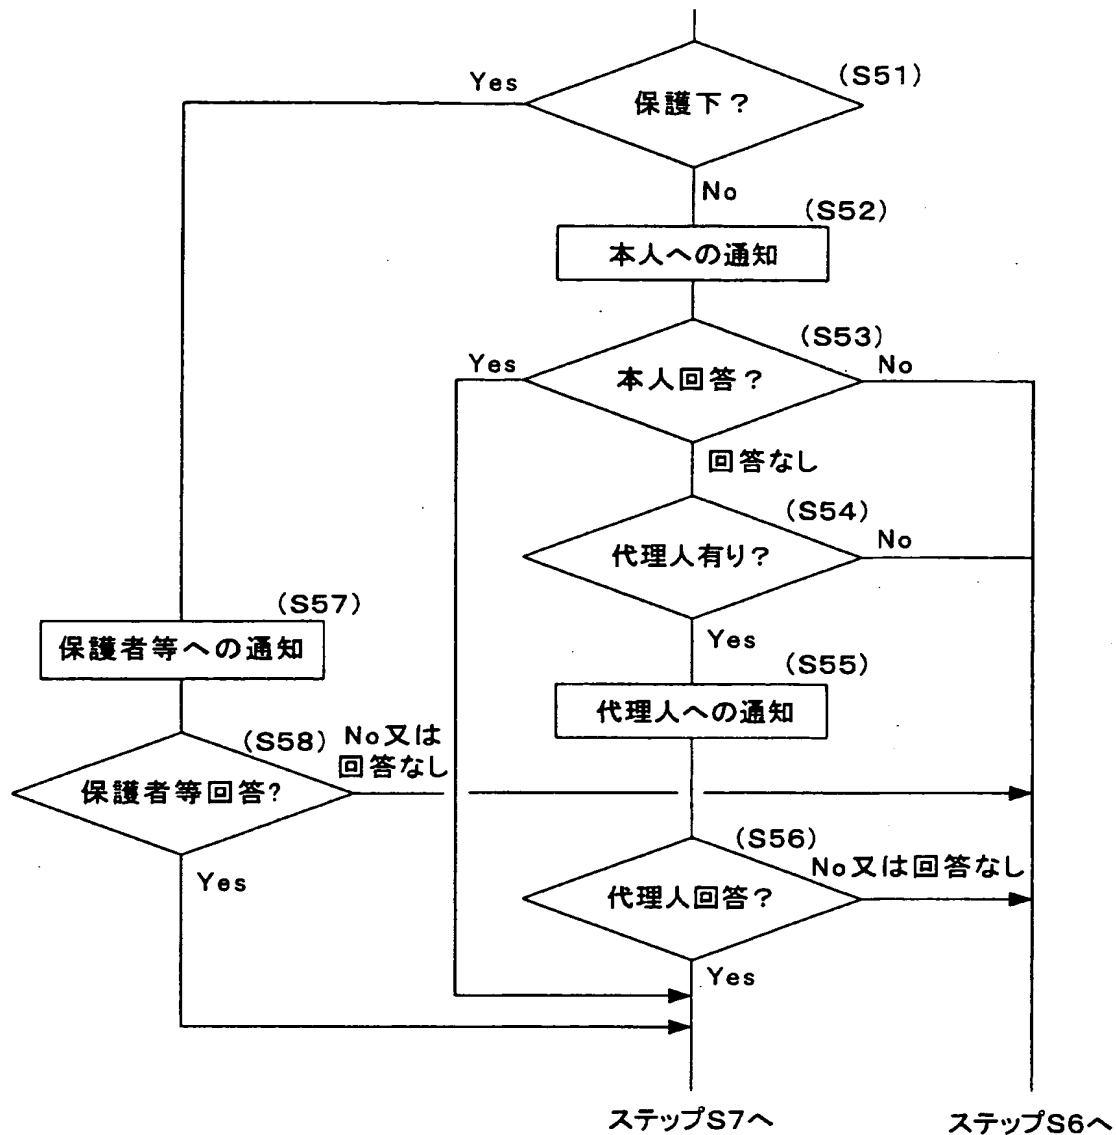 (S51)
Yes
保護下？
No
(S52)
本人への通知
(S53)
Yes
本人回答？
No
回答なし
(S54)
代理人有り？
No
(S57)
Yes
保護者等への通知
(S55)
代理人への通知
(S58)
No又は
回答なし
保護者等回答?
(S56)
No又は回答なし
Yes
代理人回答？
Yes
ステップS7へ
ステップS6へ